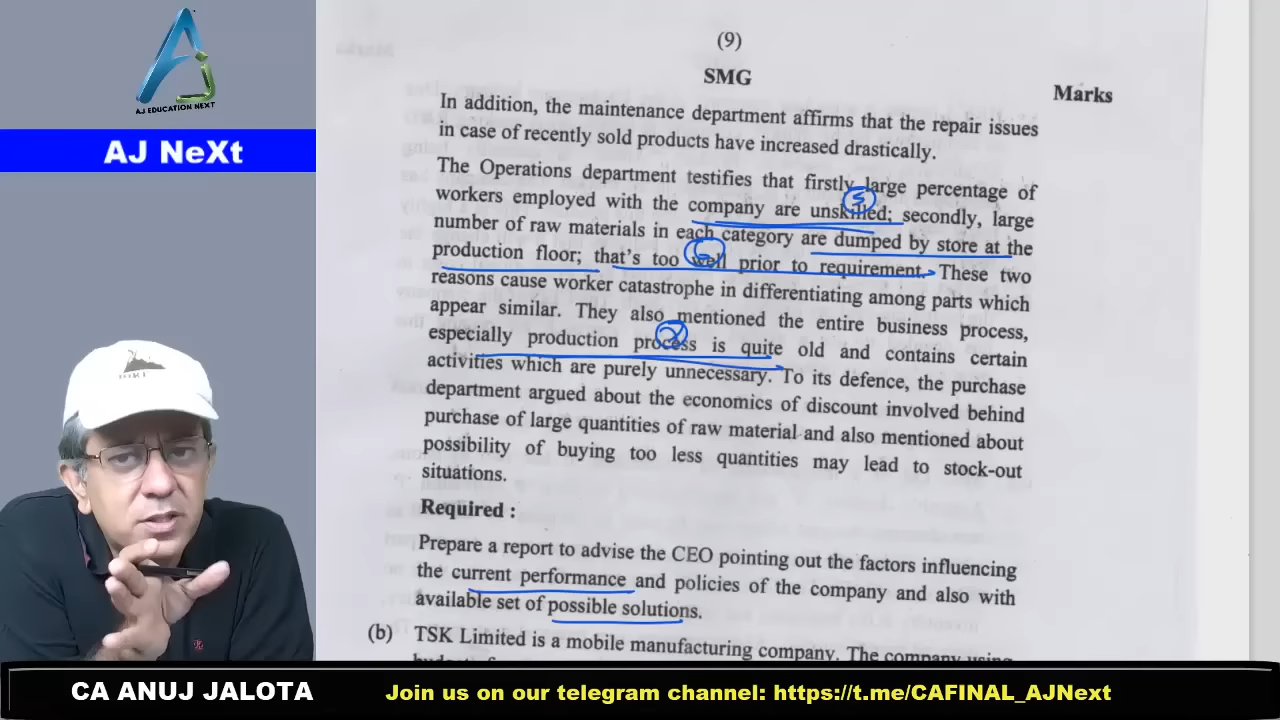 AJ EDUCATION NEXT
AJ NeXt
(9)
SMG
Marks
In addition, the maintenance department affirms that the repair issues
in case of recently sold products have increased drastically.
The Operations department testifies that firstly large percentage of
workers employed with the company are unskilled; secondly, large
number of raw materials in each category are dumped by store at the
production floor; that's too well prior to requirement. These two
reasons cause worker catastrophe in differentiating among parts which
appear similar. They also mentioned the entire business process,
especially production process is quite old and contains certain
activities which are purely unnecessary. To its defence, the purchase
department argued about the economics of discount involved behind
purchase of large quantities of raw material and also mentioned about
possibility of buying too less quantities may lead to stock-out
situations.
Required :
Prepare a report to advise the CEO pointing out the factors influencing
the current performance and policies of the company and also with
available set of possible solutions.
(b) TSK Limited is a mobile manufacturing company. The company using
CA ANUJ JALOTA
Join us on our telegram channel: https://t.me/CAFINAL_AJNext